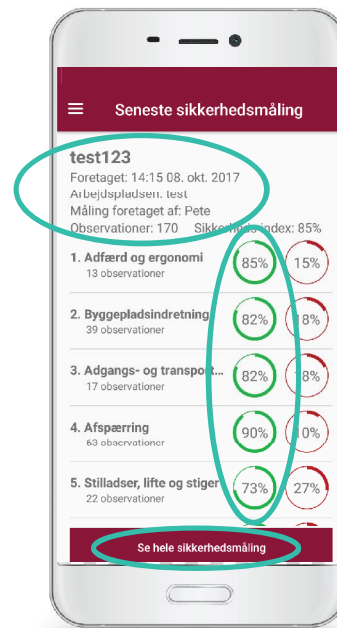 Seneste sikkerhedsmåling
test123
Foretaget: 14:15 08. okt. 2017
Arbejdspladsen: test
Måling foretaget af: Pete
Observationer: 170 Sikkerheds index: 85%
1. Adfærd og ergonomi 85% 15%
13 observationer
2. Byggepladsindretning 82% 18%
39 observationer
3. Adgangs- og transport... 82% 18%
17 observationer
4. Afspærring 90% 10%
63 observationer
5. Stilladser, lifte og stiger 73% 27%
22 observationer
Se hele sikkerhedsmåling